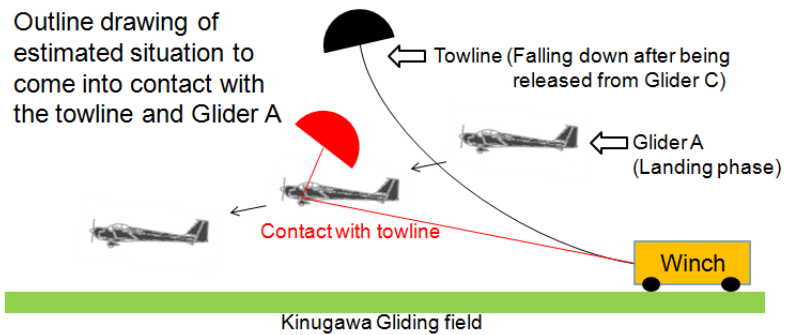 Outline drawing of
estimated situation to
come into contact with
the towline and Glider A
Towline (Falling down after being
released from Glider C)
Glider A
(Landing phase)
Contact with towline
Winch
Kinugawa Gliding field